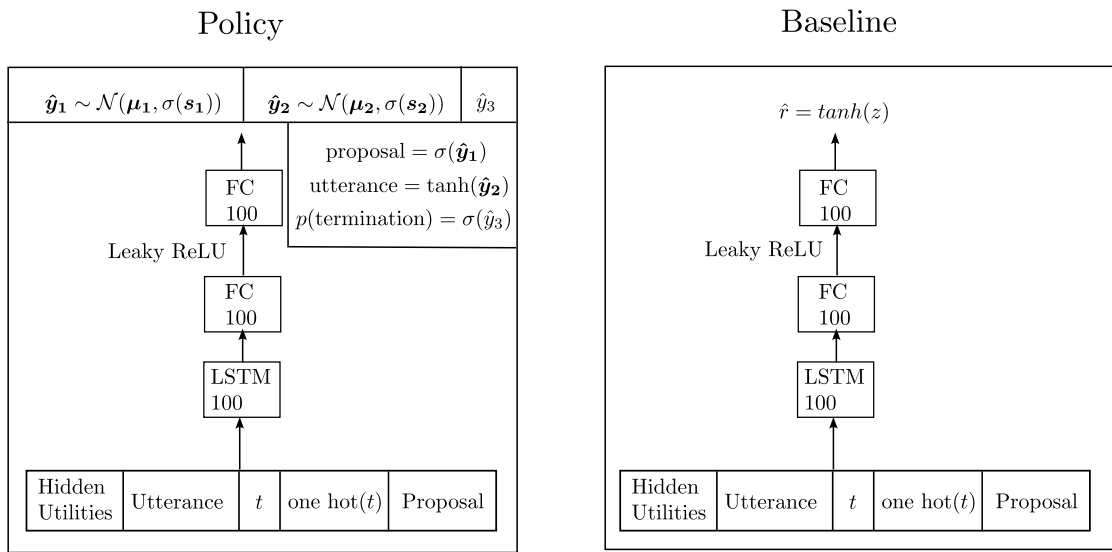 Policy
ŷ₁ ∼ 𝒩(μ₁, σ(s₁))
ŷ₂ ∼ 𝒩(μ₂, σ(s₂))
ŷ₃
proposal = σ(ŷ₁)
utterance = tanh(ŷ₂)
p(termination) = σ(ŷ₃)
FC
100
Leaky ReLU
FC
100
LSTM
100
Hidden
Utilities
Utterance
t
one hot(t)
Proposal
Baseline
r̂ = tanh(z)
FC
100
Leaky ReLU
FC
100
LSTM
100
Hidden
Utilities
Utterance
t
one hot(t)
Proposal